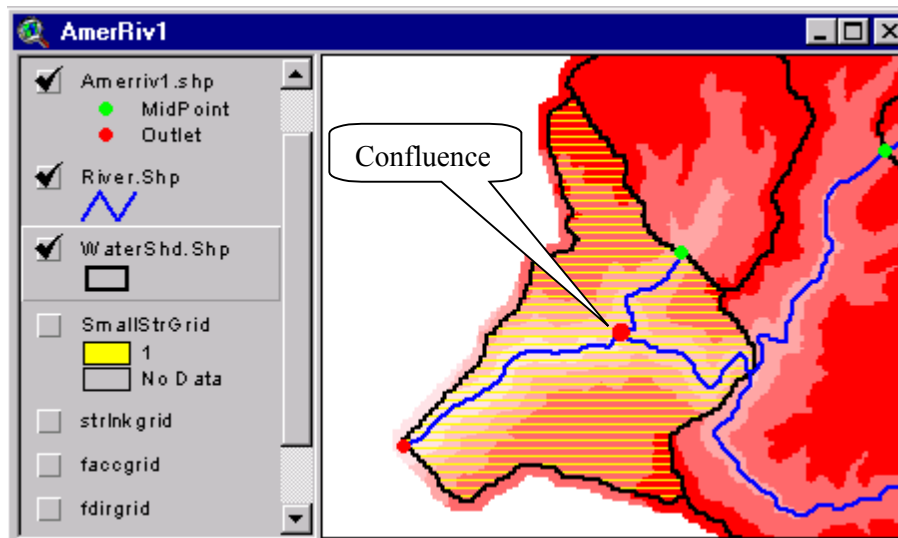 AmerRiv1
Amerriv1.shp
MidPoint
Outlet
River.Shp
WaterShd.Shp
SmallStrGrid
1
No Data
strlnkgrid
faccgrid
fdirgrid
Confluence